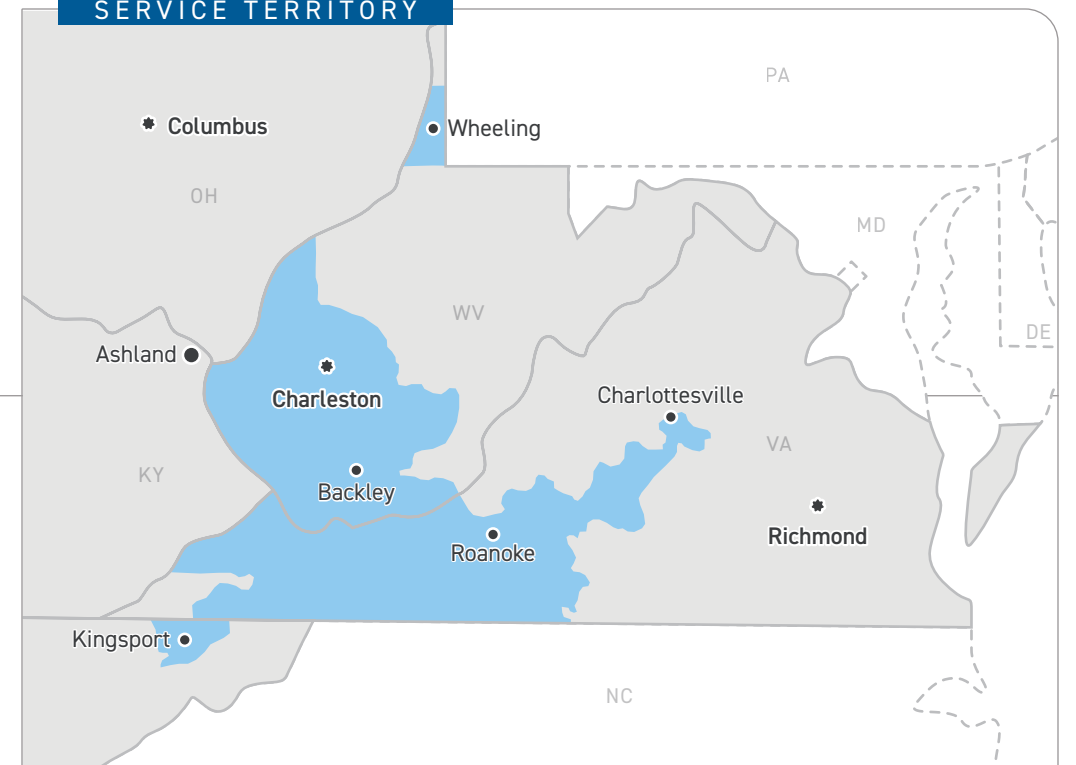 SERVICE TERRITORY
PA
Columbus
Wheeling
OH
MD
WV
DE
Ashland
Charleston
Charlottesville
VA
KY
Backley
Richmond
Roanoke
Kingsport
NC